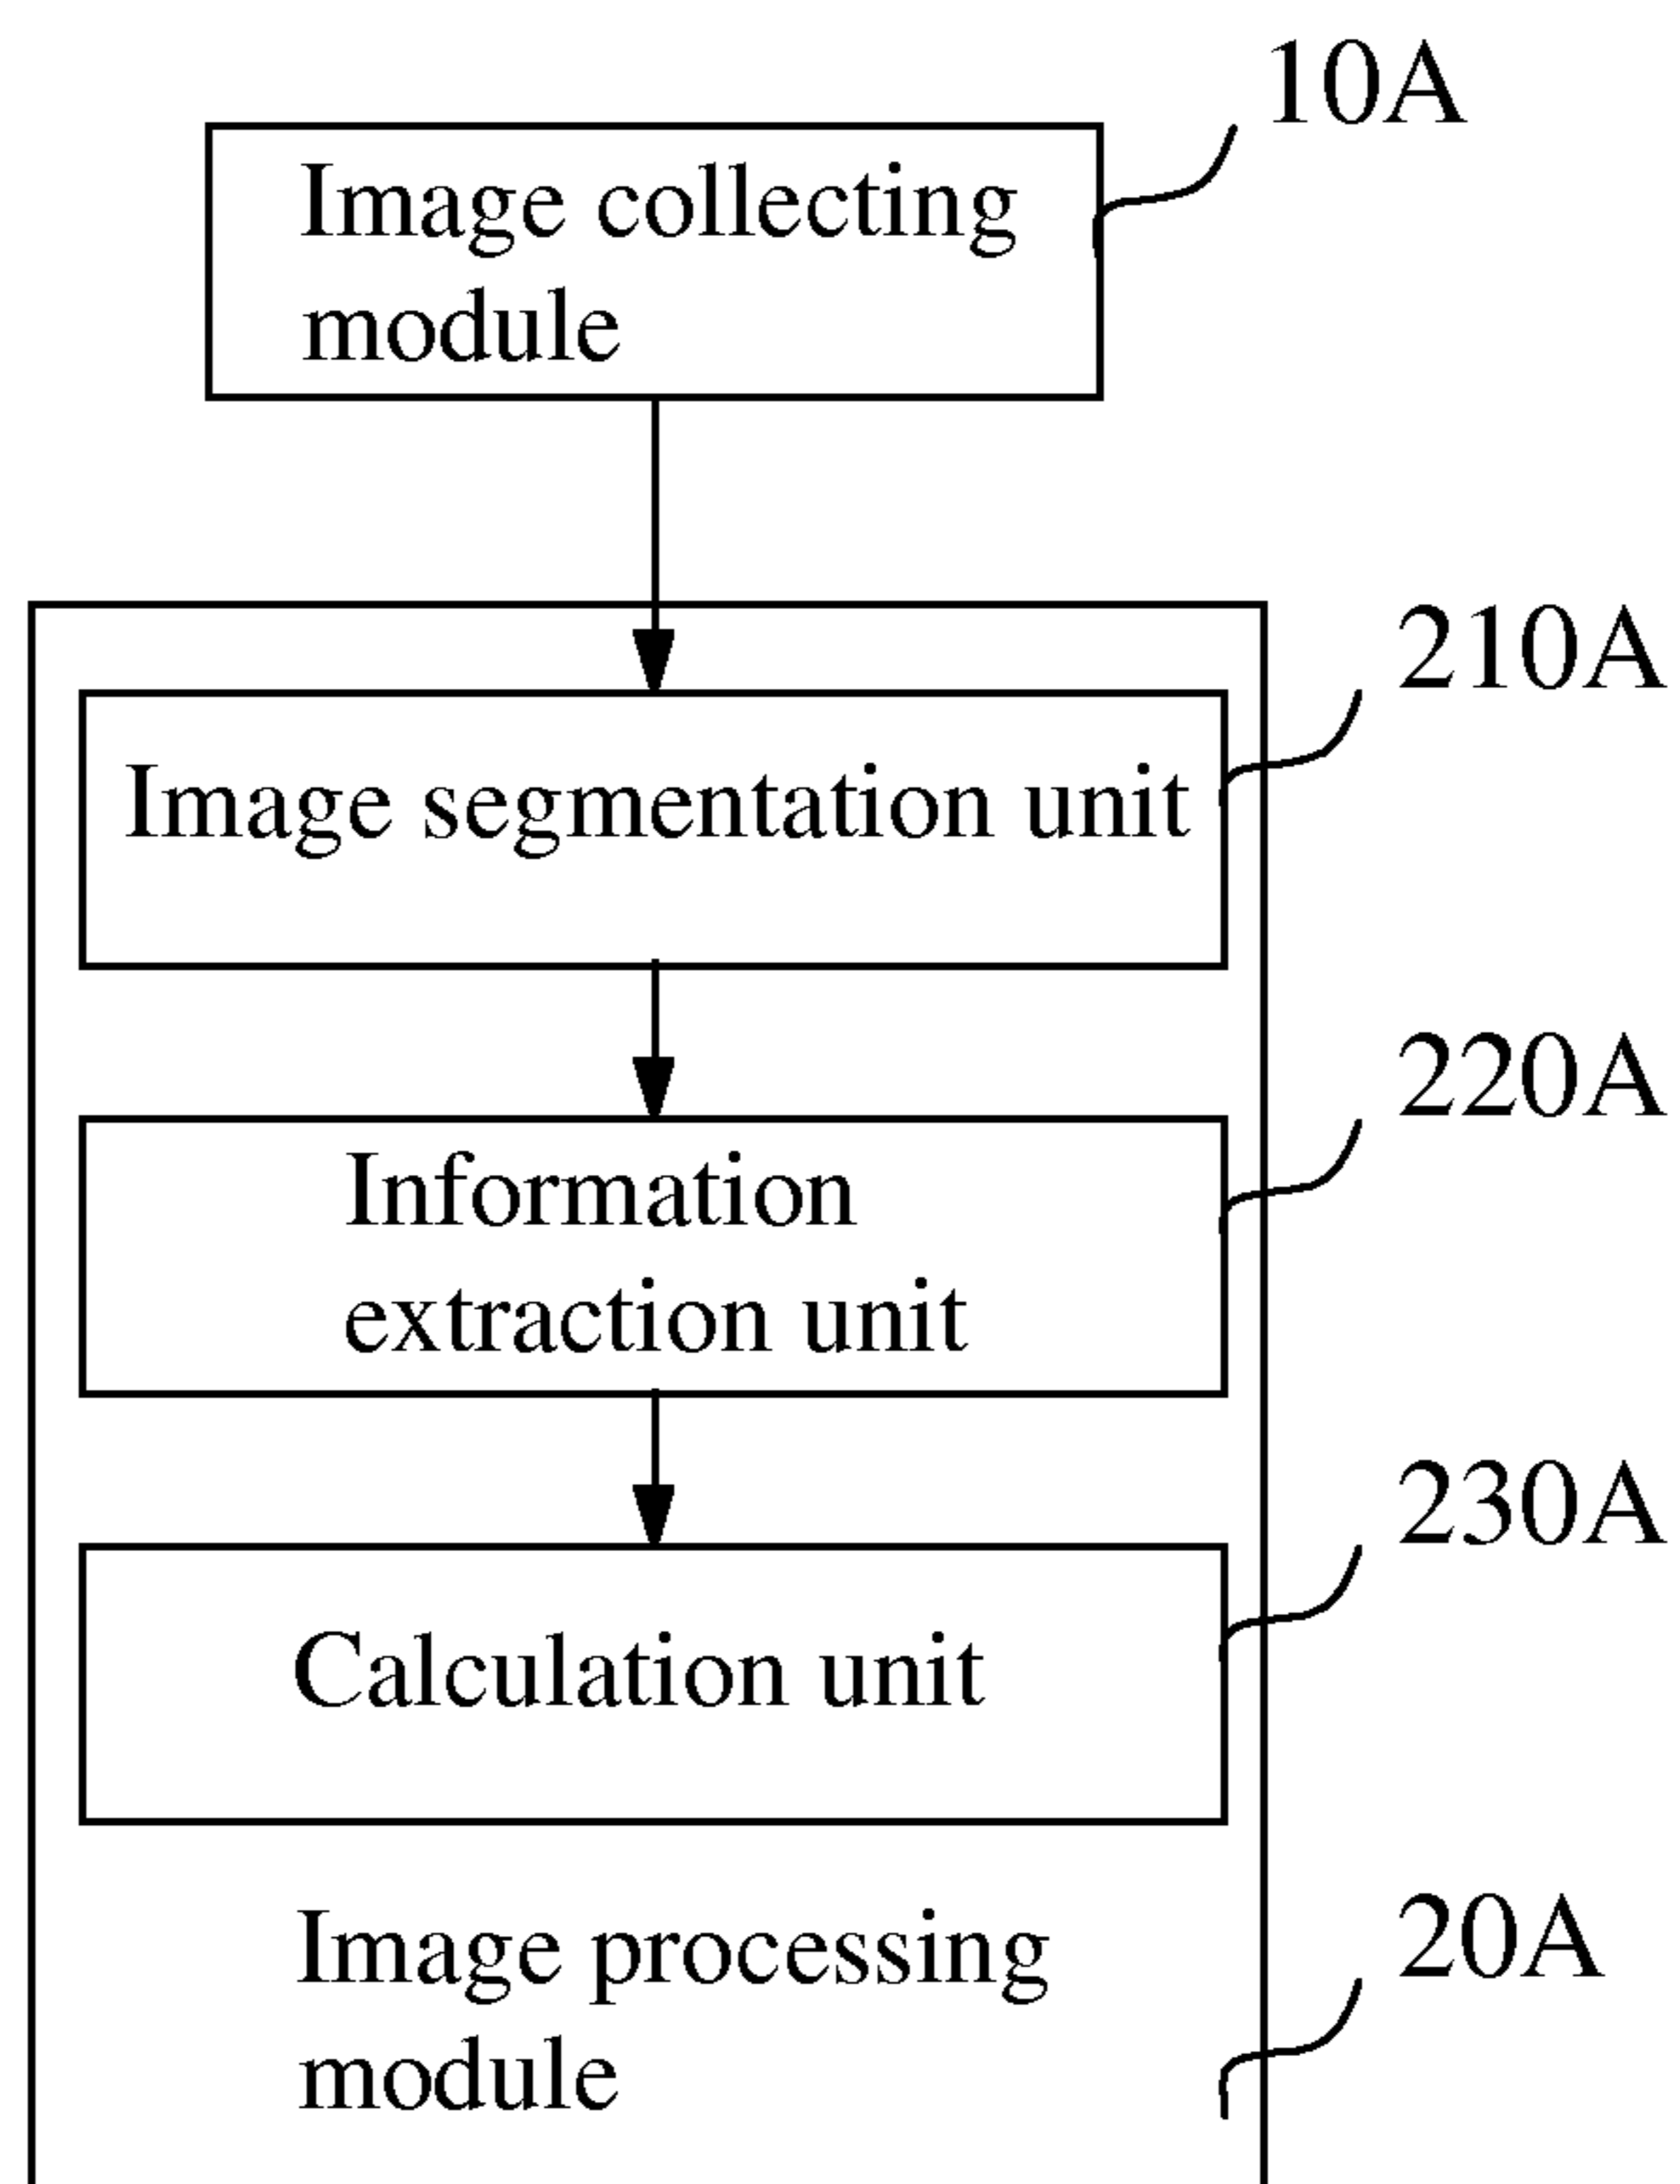 10A
Image collecting
module
210A
Image segmentation unit
220A
Information
extraction unit
230A
Calculation unit
20A
Image processing
module